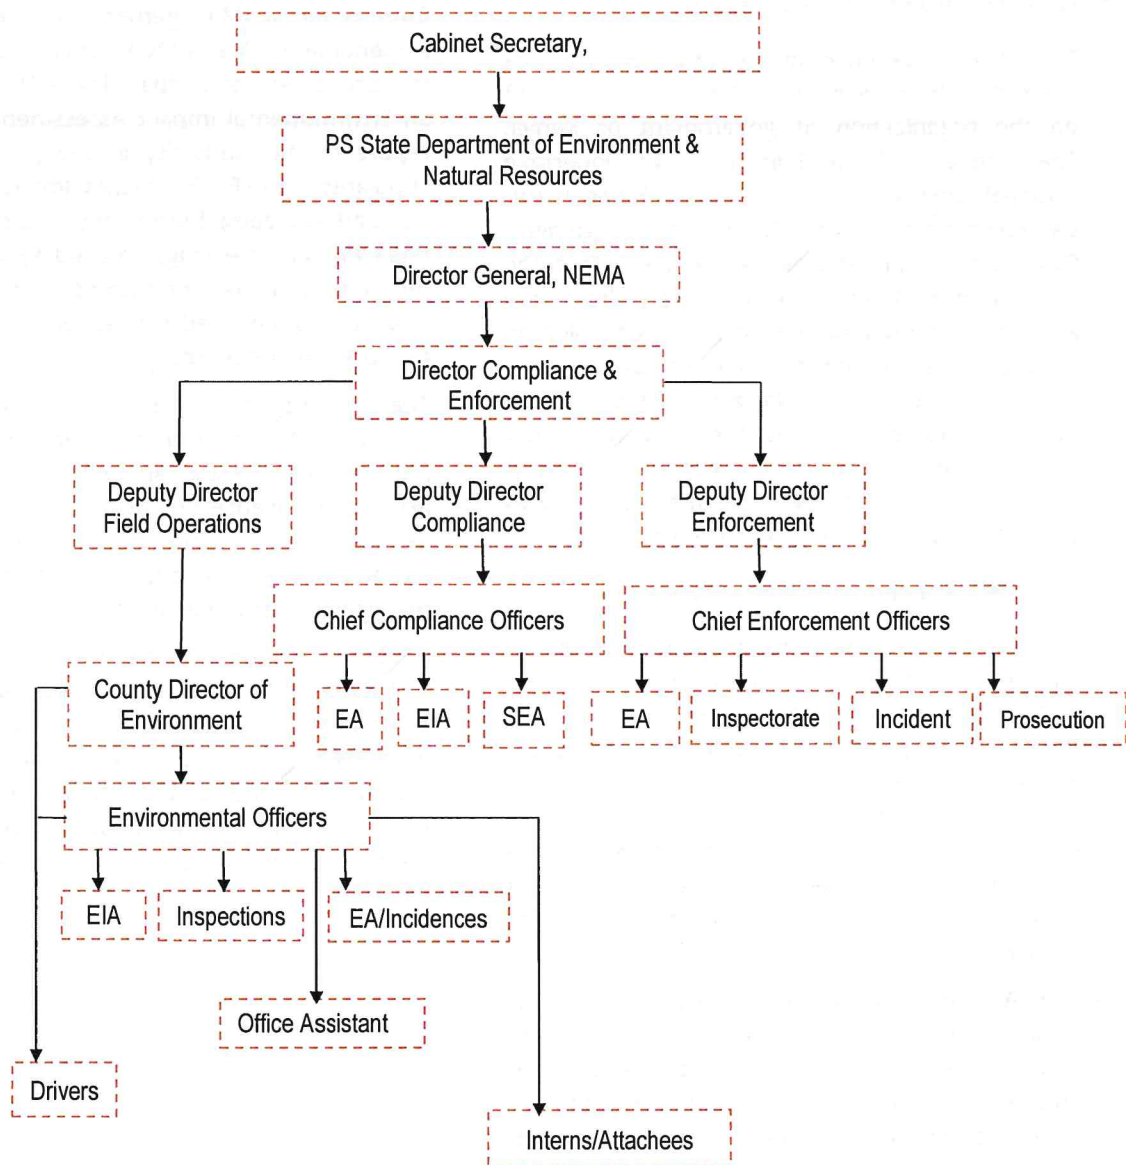 Cabinet Secretary,
PS State Department of Environment &
Natural Resources
Director General, NEMA
Director Compliance &
Enforcement
Deputy Director
Field Operations
Deputy Director
Compliance
Deputy Director
Enforcement
Chief Compliance Officers
Chief Enforcement Officers
County Director of
Environment
EA
EIA
SEA
EA
Inspectorate
Incident
Prosecution
Environmental Officers
EIA
Inspections
EA/Incidences
Office Assistant
Drivers
Interns/Attachees